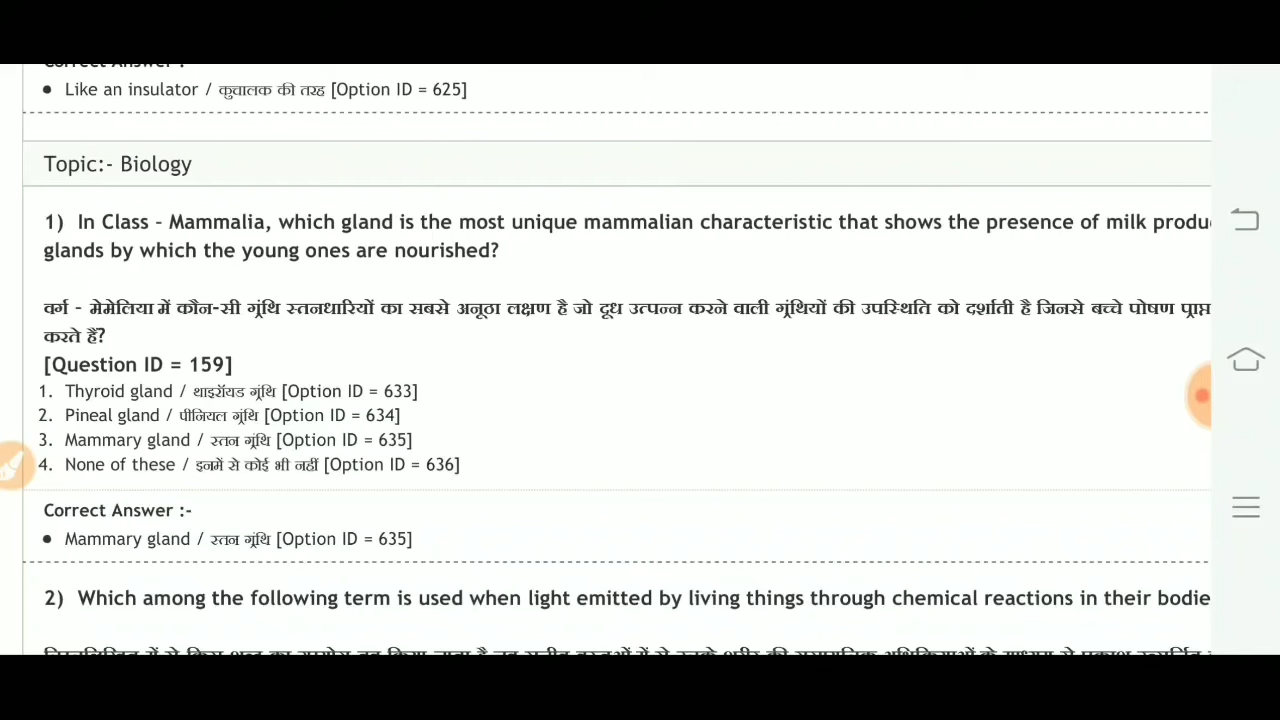 Correct Answer :-
• Like an insulator / कुचालक की तरह [Option ID = 625]
Topic:- Biology
1) In Class - Mammalia, which gland is the most unique mammalian characteristic that shows the presence of milk produ
glands by which the young ones are nourished?
वर्ग - मेमेलिया में कौन-सी ग्रंथि स्तनधारियों का सबसे अनूठा लक्षण है जो दूध उत्पन्न करने वाली ग्रंथियों की उपस्थिति को दर्शाती है जिनसे बच्चे पोषण प्राप्त
करते हैं?
[Question ID = 159]
1. Thyroid gland / थाइरॉयड ग्रंथि [Option ID = 633]
2. Pineal gland / पीनियल ग्रंथि [Option ID = 634]
3. Mammary gland / स्तन ग्रंथि [Option ID = 635]
4. None of these / इनमें से कोई भी नहीं [Option ID = 636]
Correct Answer :-
• Mammary gland / स्तन ग्रंथि [Option ID = 635]
2) Which among the following term is used when light emitted by living things through chemical reactions in their bodie